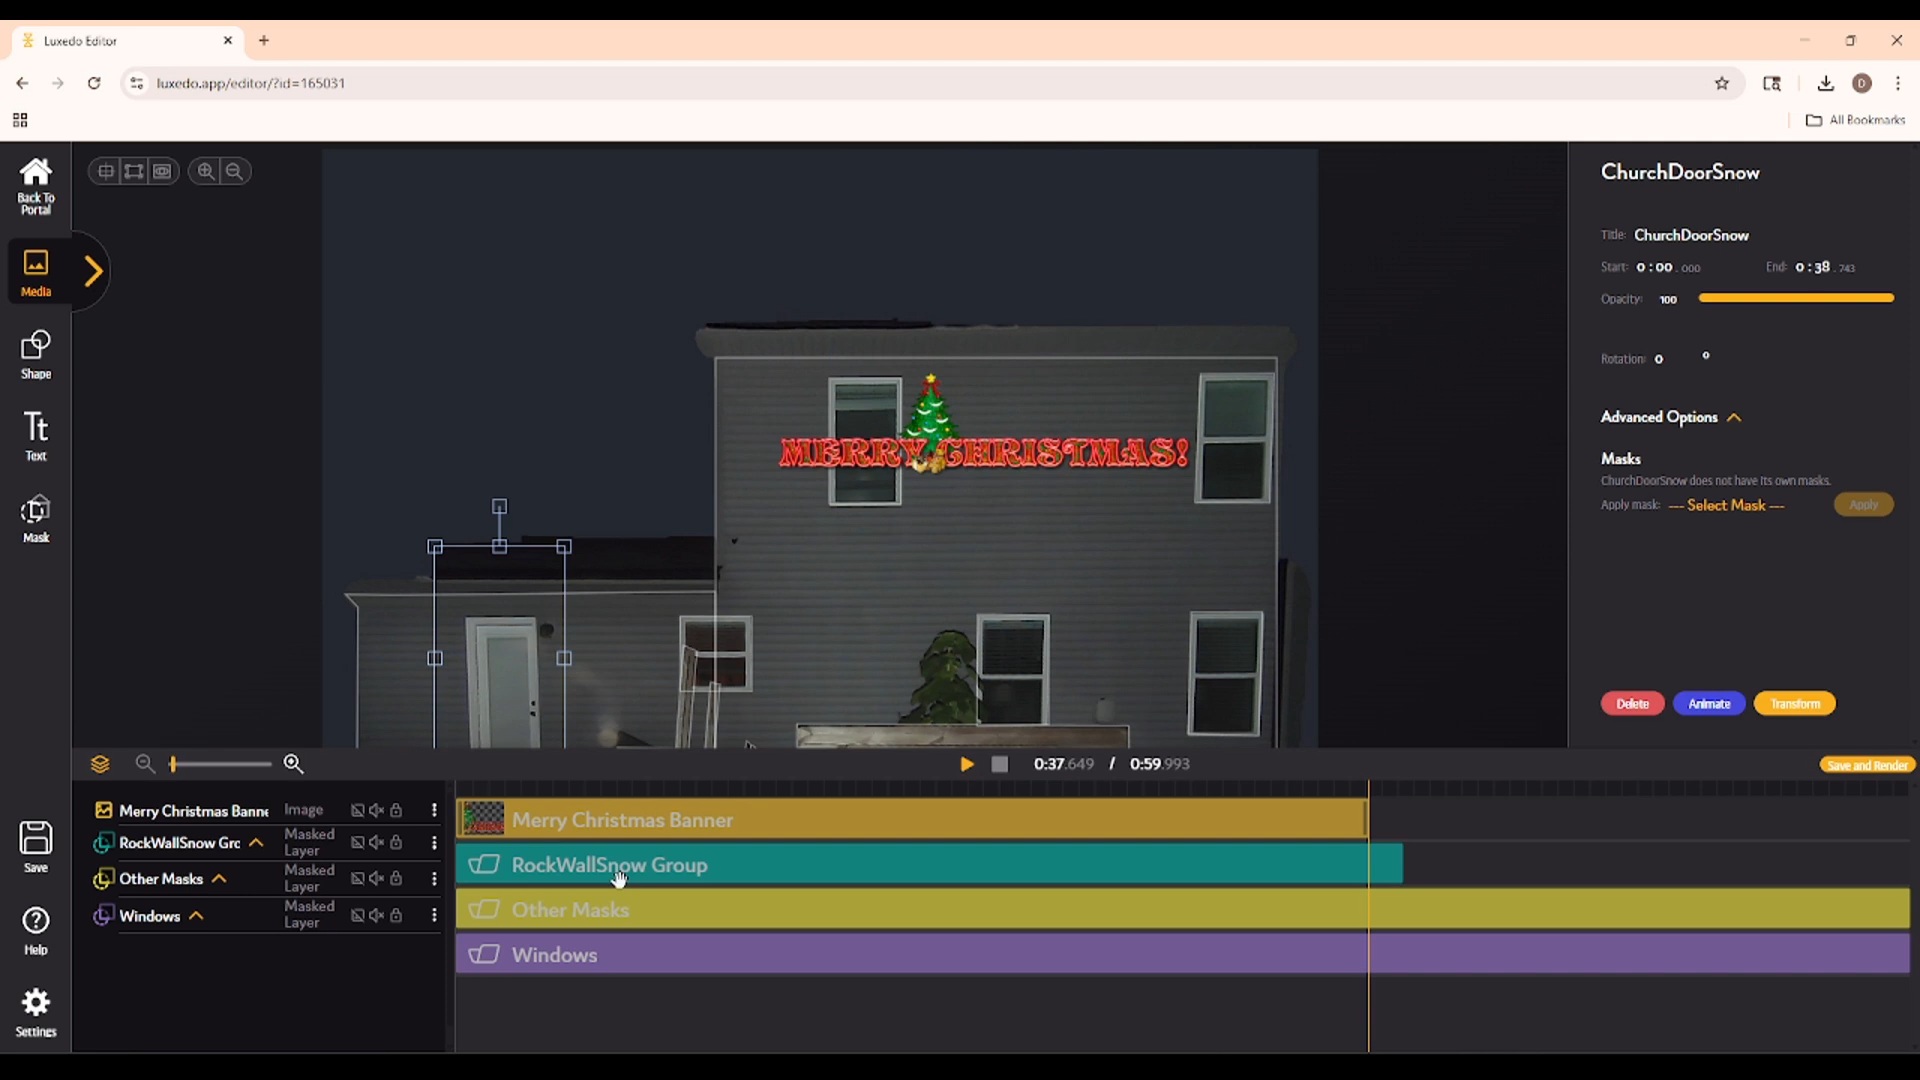 Luxedo Editor
luxedo.app/editor/?id=165031
D
All Bookmarks
Back To
Portal
Media
Shape
Tt
Text
Mask
Save
Help
Settings
MERRY CHRISTMAS!
ChurchDoorSnow
Title: ChurchDoorSnow
Start: 0:00.000 End: 0:38.743
Opacity: 100
Rotation: 0 °
Advanced Options
Masks
ChurchDoorSnow does not have its own masks.
Apply mask: --- Select Mask --- Apply
Delete Animate Transform
0:37.649 / 0:59.993
Save and Render
Merry Christmas Banne Image
RockWallSnow Grc Masked
Layer
Other Masks Masked
Layer
Windows Masked
Layer
Merry Christmas Banner
RockWallSnow Group
Other Masks
Windows